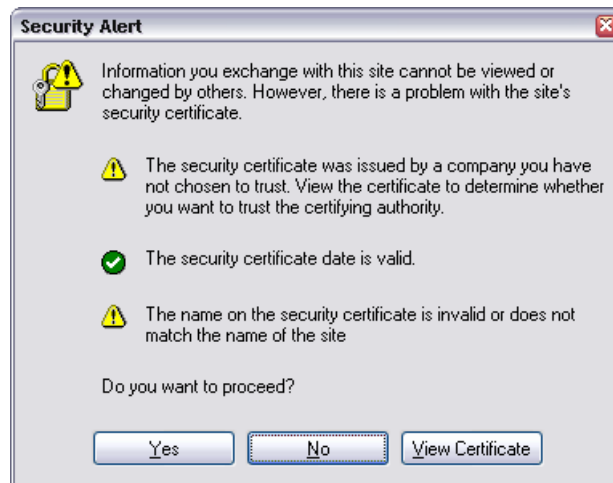 Security Alert
Information you exchange with this site cannot be viewed or
changed by others. However, there is a problem with the site's
security certificate.
The security certificate was issued by a company you have
not chosen to trust. View the certificate to determine whether
you want to trust the certifying authority.
The security certificate date is valid.
The name on the security certificate is invalid or does not
match the name of the site
Do you want to proceed?
Yes No View Certificate